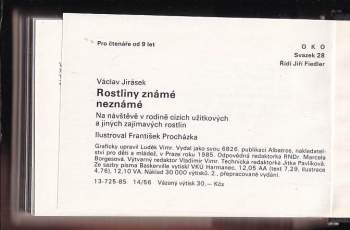 Pro čtenáře od 9 let
O K O
Svazek 28
Řídí Jiří Fiedler
Václav Jirásek
Rostliny známé
neznámé
Na návštěvě v rodině cizích užitkových
a jiných zajímavých rostlin
Ilustroval František Procházka
Graficky upravil Luděk Vimr. Vydal jako svou 6826. publikaci Albatros, nakladatel-
ství pro děti a mládež, v Praze roku 1985. Odpovědná redaktorka RNDr. Marcela
Borgesová. Výtvarný redaktor Vladimír Vimr. Technická redaktorka Jitka Pavlíková.
Ze sazby písma Baskerville vytiskl VKÚ Harmanec. 12,05 AA (text 7,29, ilustrace
4,76), 12,10 VA. Náklad 30 000 výtisků. 2., přepracované vydání.
13-725-85 14/56 Vázaný výtisk 30,– Kčs